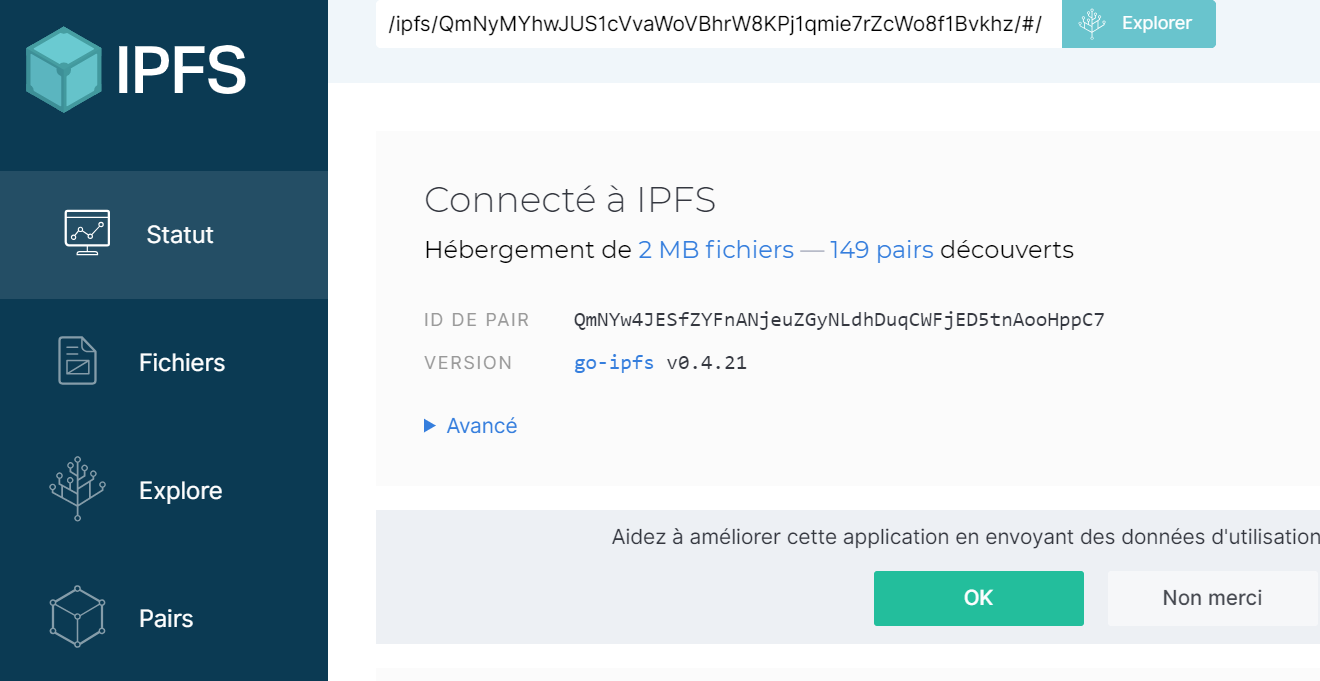 /ipfs/QmNyMYhwJUS1cVvaWoVBhrW8KPj1qmie7rZcWo8f1Bvkhz/#/
Explorer
IPFS
Statut
Fichiers
Explore
Pairs
Connecté à IPFS
Hébergement de 2 MB fichiers — 149 pairs découverts
ID DE PAIR QmNYw4JESfZYFnANjeuZGyNLdhDuqCWFjED5tnAooHppC7
VERSION go-ipfs v0.4.21
Avancé
Aidez à améliorer cette application en envoyant des données d'utilisation
OK
Non merci